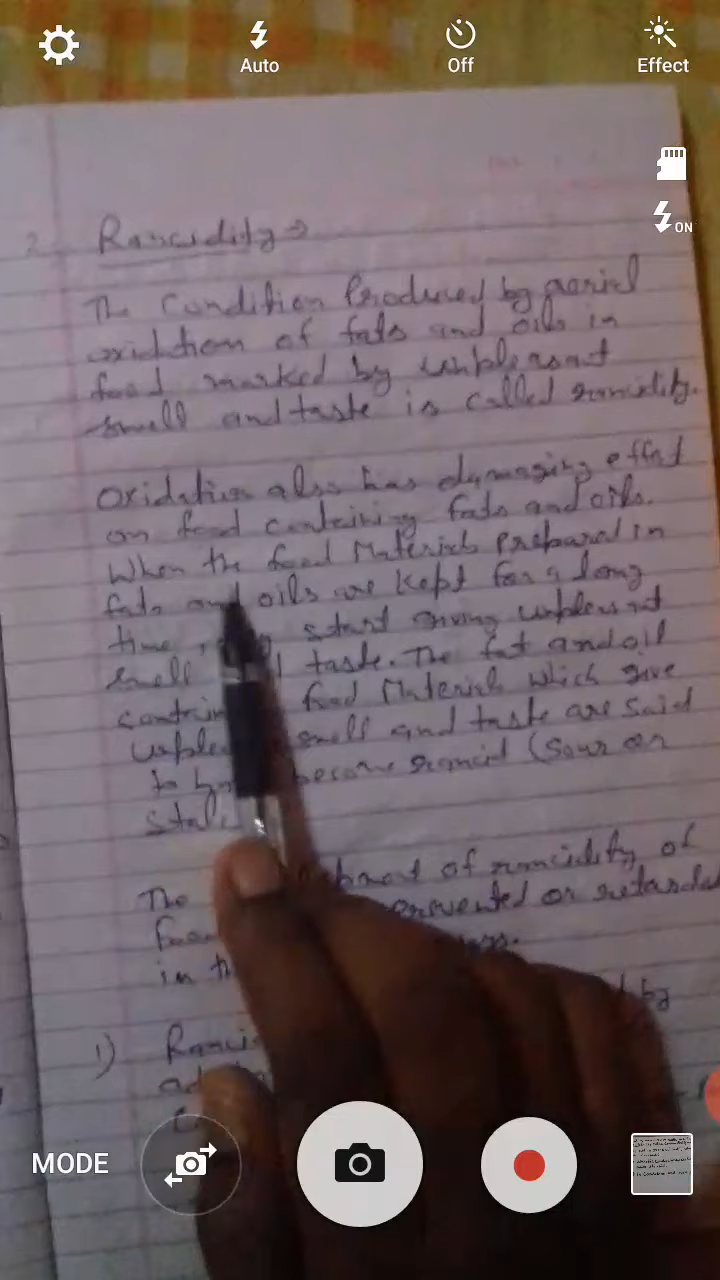 Auto
Off
Effect
ON
2. Rancidity →
The condition Produced by aerial
oxidation of fats and oils in
food marked by unpleasant
smell and taste is called rancidity.
Oxidation also has damaging effect
on food containing fats and oils.
When the food Materials Prepared in
fats and oils are kept for a long
time start giving unpleasant
smell taste. The fat and oil
food Materials which give
smell and taste are said
to become rancid (Sour or
The of rancidity of
prevented or retarded
in
by
1)
MODE